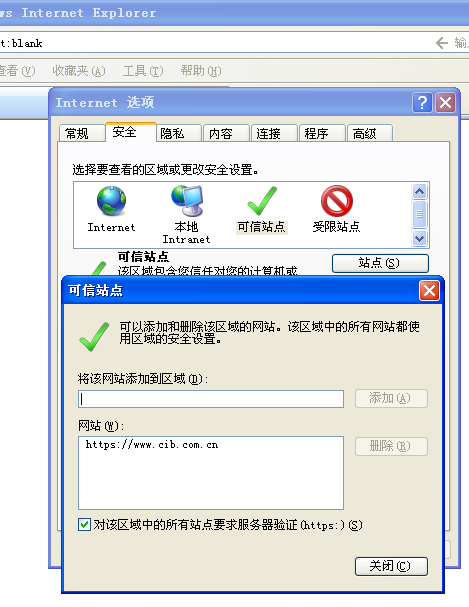 ws Internet Explorer
t:blank
输
查看(V) 收藏夹(A) 工具(T) 帮助(H)
Internet 选项
常规 安全 隐私 内容 连接 程序 高级
选择要查看的区域或更改安全设置。
Internet 本地 Intranet 可信站点 受限站点
可信站点
该区域包含您信任对您的计算机或
站点(S)
可信站点
可以添加和删除该区域的网站。该区域中的所有网站都使
用区域的安全设置。
将该网站添加到区域(D):
添加(A)
网站(W):
https://www.cib.com.cn
删除(R)
对该区域中的所有站点要求服务器验证(https:)(S)
关闭(C)